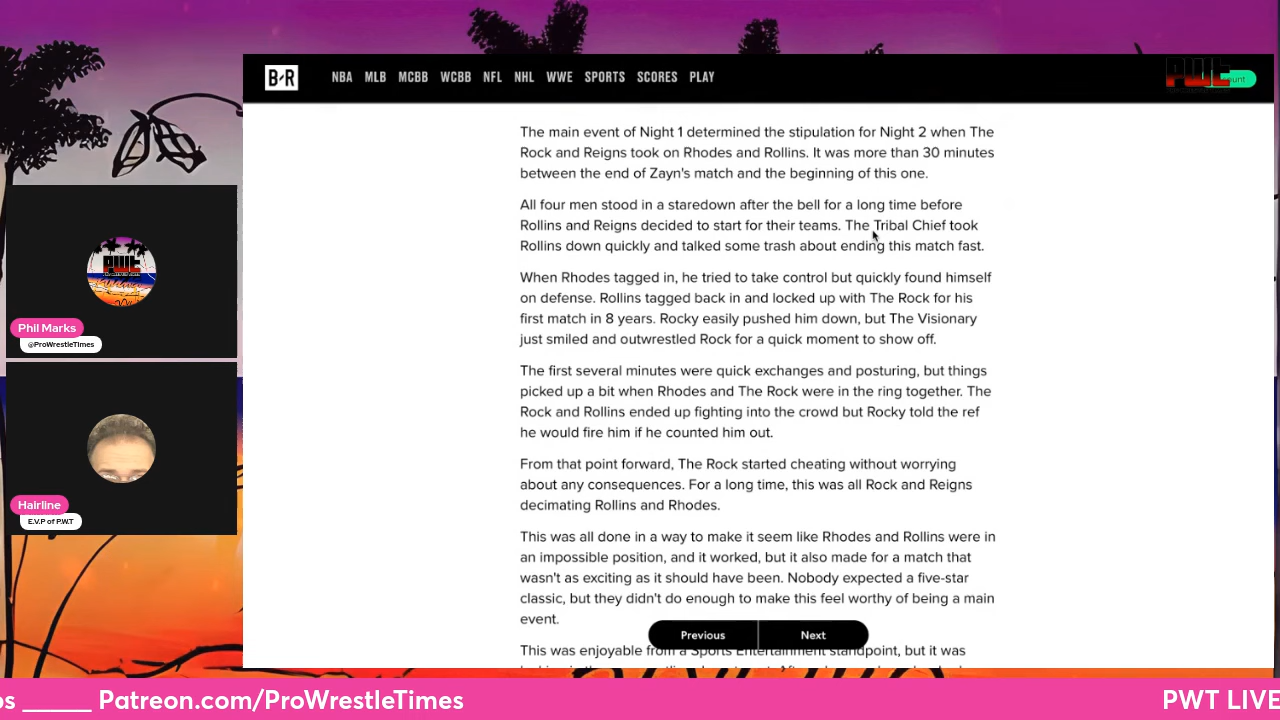 B/R NBA MLB MCBB WCBB NFL NHL WWE SPORTS SCORES PLAY
PWT
The main event of Night 1 determined the stipulation for Night 2 when The
Rock and Reigns took on Rhodes and Rollins. It was more than 30 minutes
between the end of Zayn's match and the beginning of this one.
All four men stood in a staredown after the bell for a long time before
Rollins and Reigns decided to start for their teams. The Tribal Chief took
Rollins down quickly and talked some trash about ending this match fast.
When Rhodes tagged in, he tried to take control but quickly found himself
on defense. Rollins tagged back in and locked up with The Rock for his
first match in 8 years. Rocky easily pushed him down, but The Visionary
just smiled and outwrestled Rock for a quick moment to show off.
The first several minutes were quick exchanges and posturing, but things
picked up a bit when Rhodes and The Rock were in the ring together. The
Rock and Rollins ended up fighting into the crowd but Rocky told the ref
he would fire him if he counted him out.
From that point forward, The Rock started cheating without worrying
about any consequences. For a long time, this was all Rock and Reigns
decimating Rollins and Rhodes.
This was all done in a way to make it seem like Rhodes and Rollins were in
an impossible position, and it worked, but it also made for a match that
wasn't as exciting as it should have been. Nobody expected a five-star
classic, but they didn't do enough to make this feel worthy of being a main
event.
Previous Next
This was enjoyable from a Sports Entertainment standpoint, but it was
PWT
Phil Marks
@ProWrestleTimes
Hairline
E.V.P of P.W.T
os ______ Patreon.com/ProWrestleTimes
PWT LIVE